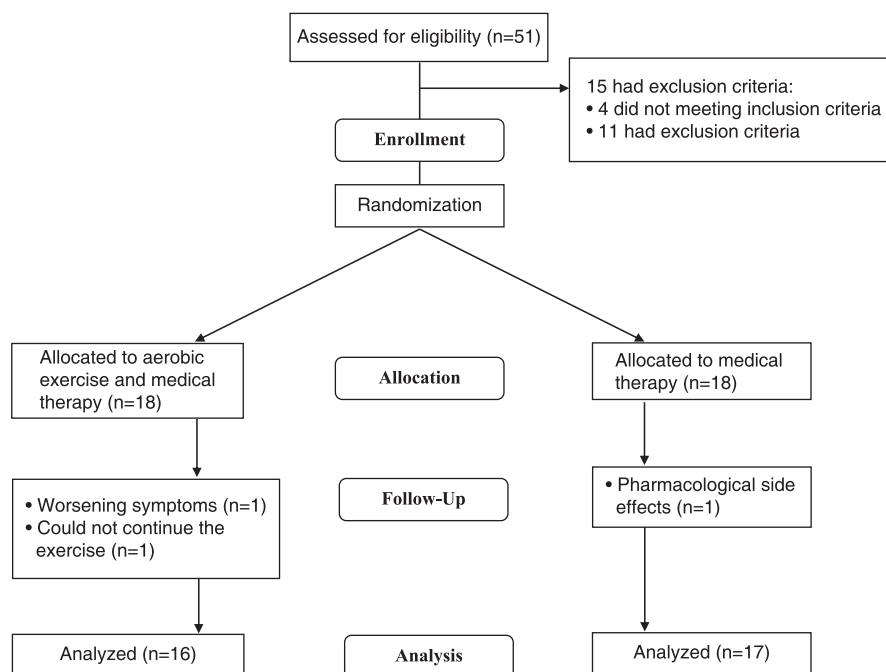 Assessed for eligibility (n=51)
15 had exclusion criteria:
• 4 did not meeting inclusion criteria
• 11 had exclusion criteria
Enrollment
Randomization
Allocated to aerobic
exercise and medical
therapy (n=18)
Allocation
Allocated to medical
therapy (n=18)
• Worsening symptoms (n=1)
• Could not continue the
exercise (n=1)
Follow-Up
• Pharmacological side
effects (n=1)
Analyzed (n=16)
Analysis
Analyzed (n=17)